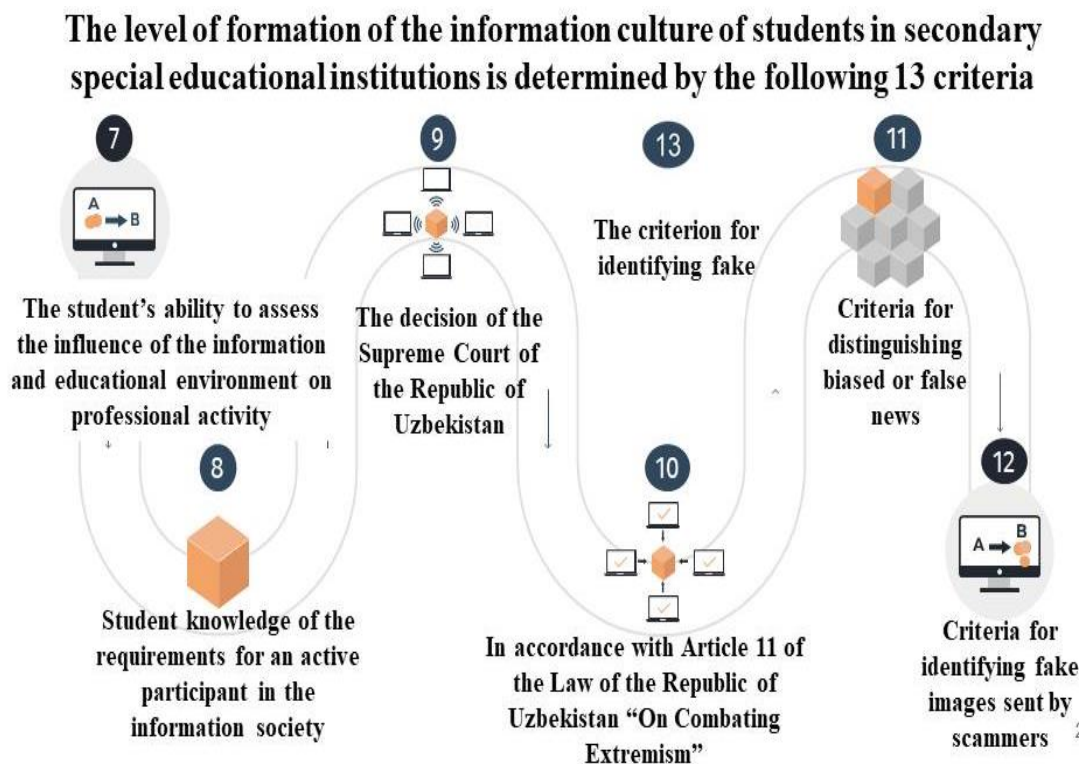 The level of formation of the information culture of students in secondary
special educational institutions is determined by the following 13 criteria
7
A
B
The student’s ability to assess
the influence of the information
and educational environment on
professional activity
8
Student knowledge of the
requirements for an active
participant in the
information society
9
The decision of the
Supreme Court of
the Republic of
Uzbekistan
10
In accordance with Article 11 of
the Law of the Republic of
Uzbekistan “On Combating
Extremism”
13
The criterion for
identifying fake
11
Criteria for
distinguishing
biased or false
news
12
A
B
Criteria for
identifying fake
images sent by
scammers
2